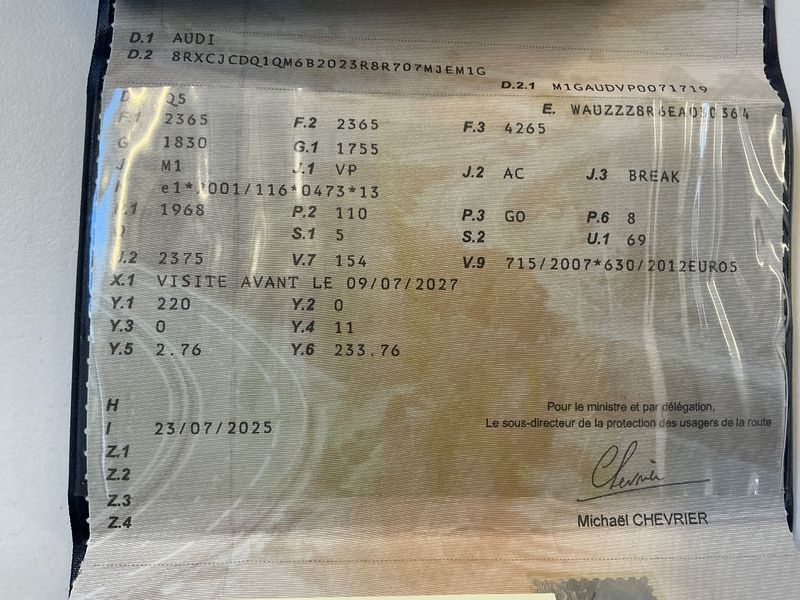 D.1 AUDI
D.2 8RXCJCDQ1QM6B2023R8R707MJEM1G
D.2.1 M1GAUDVP0071719
Q5 E.
F.1 2365 F.2 2365 F.3 4265
G 1830 G.1 1755
J M1 J.1 VP J.2 AC J.3 BREAK
P.1 1968 P.2 110 P.3 GO P.6 8
Q S.1 5 S.2 U.1 69
U.2 2375 V.7 154 V.9 715/2007*630/2012EURO5
X.1 VISITE AVANT LE 09/07/2027
Y.1 220 Y.2 0
Y.3 0 Y.4 11
Y.5 2.76 Y.6 233.76
H
I 23/07/2025
Z.1
Z.2
Z.3
Z.4
Pour le ministre et par délégation,
Le sous-directeur de la protection des usagers de la route
Chevrier
Michaël CHEVRIER